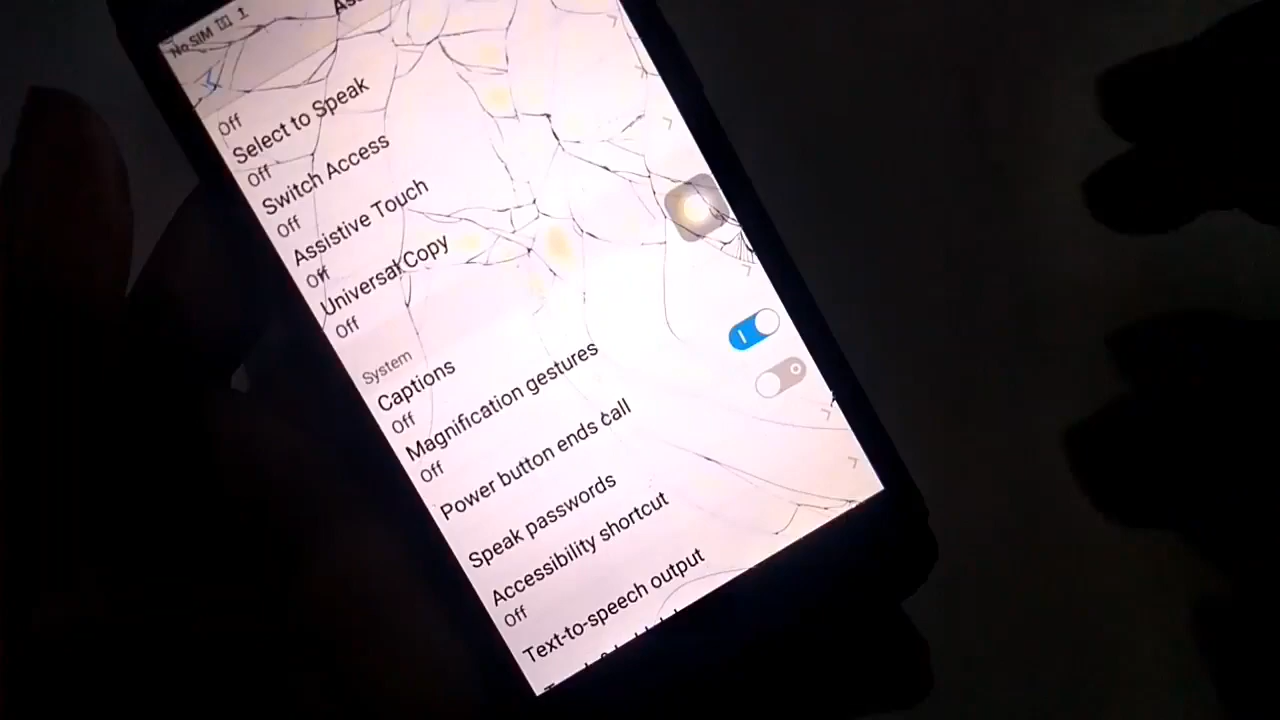 No SIM
Off
Select to Speak
Off
Switch Access
Off
Assistive Touch
Off
Universal Copy
Off
System
Captions
Off
Magnification gestures
Off
Power button ends call
Speak passwords
Accessibility shortcut
Off
Text-to-speech output